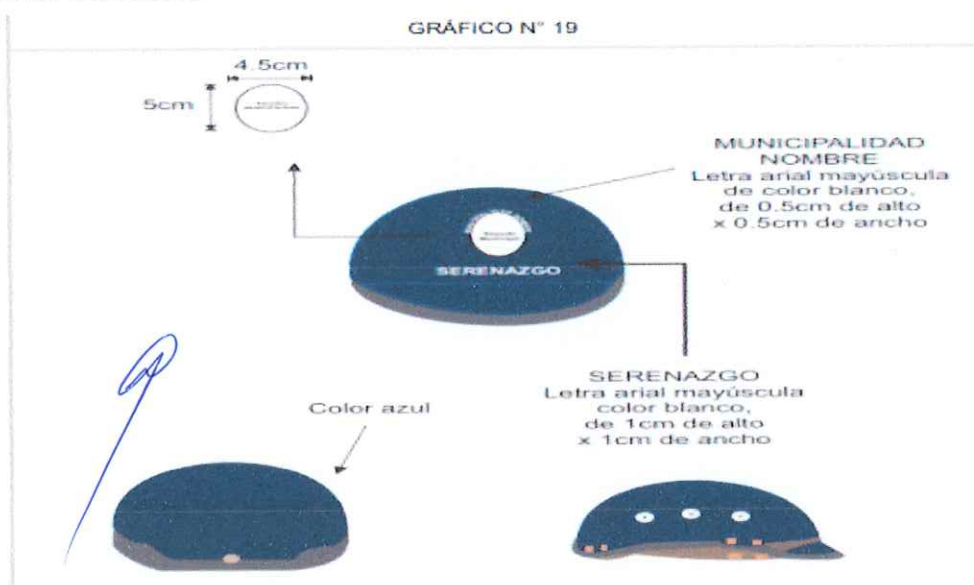 GRÁFICO N° 19
4.5cm
5cm
MUNICIPALIDAD
NOMBRE
Letra arial mayúscula
de color blanco,
de 0.5cm de alto
x 0.5cm de ancho
SERENAZGO
SERENAZGO
Letra arial mayúscula
color blanco,
de 1cm de alto
x 1cm de ancho
Color azul